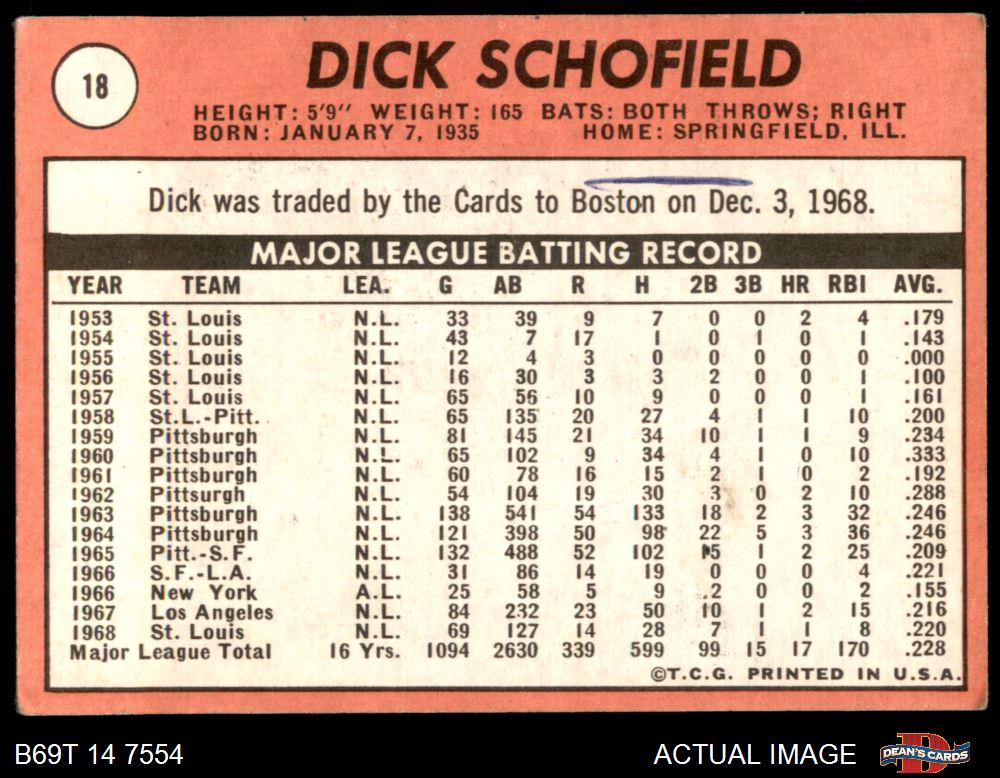 18
DICK SCHOFIELD
HEIGHT: 5'9" WEIGHT: 165 BATS: BOTH THROWS; RIGHT
BORN: JANUARY 7, 1935 HOME: SPRINGFIELD, ILL.
Dick was traded by the Cards to Boston on Dec. 3, 1968.
MAJOR LEAGUE BATTING RECORD
YEAR TEAM LEA. G AB R H 2B 3B HR RBI AVG.
1953 St. Louis N.L. 33 39 9 7 0 0 2 4 .179
1954 St. Louis N.L. 43 7 17 1 0 1 0 1 .143
1955 St. Louis N.L. 12 4 3 0 0 0 0 0 .000
1956 St. Louis N.L. 16 30 3 3 2 0 0 1 .100
1957 St. Louis N.L. 65 56 10 9 0 0 0 1 .161
1958 St.L.-Pitt. N.L. 65 135 20 27 4 1 1 10 .200
1959 Pittsburgh N.L. 81 145 21 34 10 1 1 9 .234
1960 Pittsburgh N.L. 65 102 9 34 4 1 0 10 .333
1961 Pittsburgh N.L. 60 78 16 15 2 1 0 2 .192
1962 Pittsurgh N.L. 54 104 19 30 3 0 2 10 .288
1963 Pittsburgh N.L. 138 541 54 133 18 2 3 32 .246
1964 Pittsburgh N.L. 121 398 50 98 22 5 3 36 .246
1965 Pitt.-S.F. N.L. 132 488 52 102 15 1 2 25 .209
1966 S.F.-L.A. N.L. 31 86 14 19 0 0 0 4 .221
1966 New York A.L. 25 58 5 9 2 0 0 2 .155
1967 Los Angeles N.L. 84 232 23 50 10 1 2 15 .216
1968 St. Louis N.L. 69 127 14 28 7 1 1 8 .220
Major League Total 16 Yrs. 1094 2630 339 599 99 15 17 170 .228
©T.C.G. PRINTED IN U.S.A.
B69T 14 7554 ACTUAL IMAGE DEAN'S CARDS